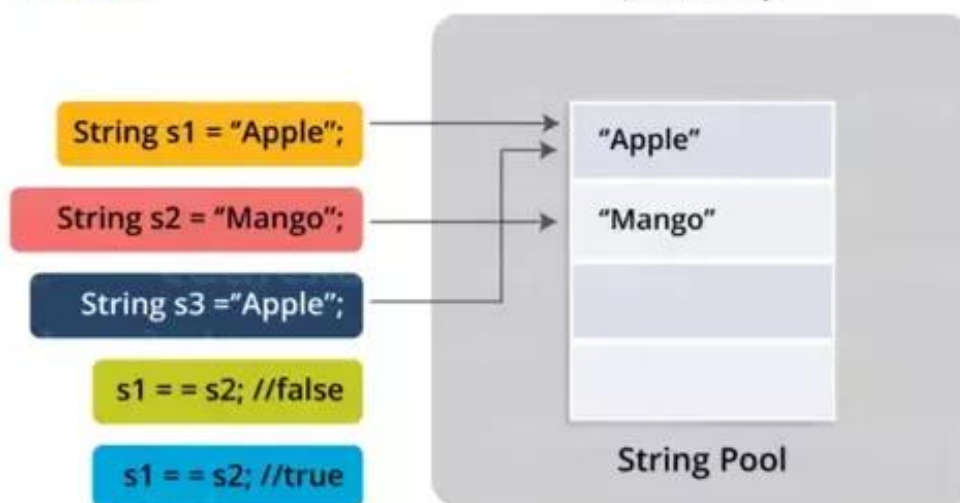 String s1 = “Apple”;
“Apple”
String s2 = “Mango”;
“Mango”
String s3 =“Apple”;
s1 = = s2; //false
s1 = = s2; //true
String Pool